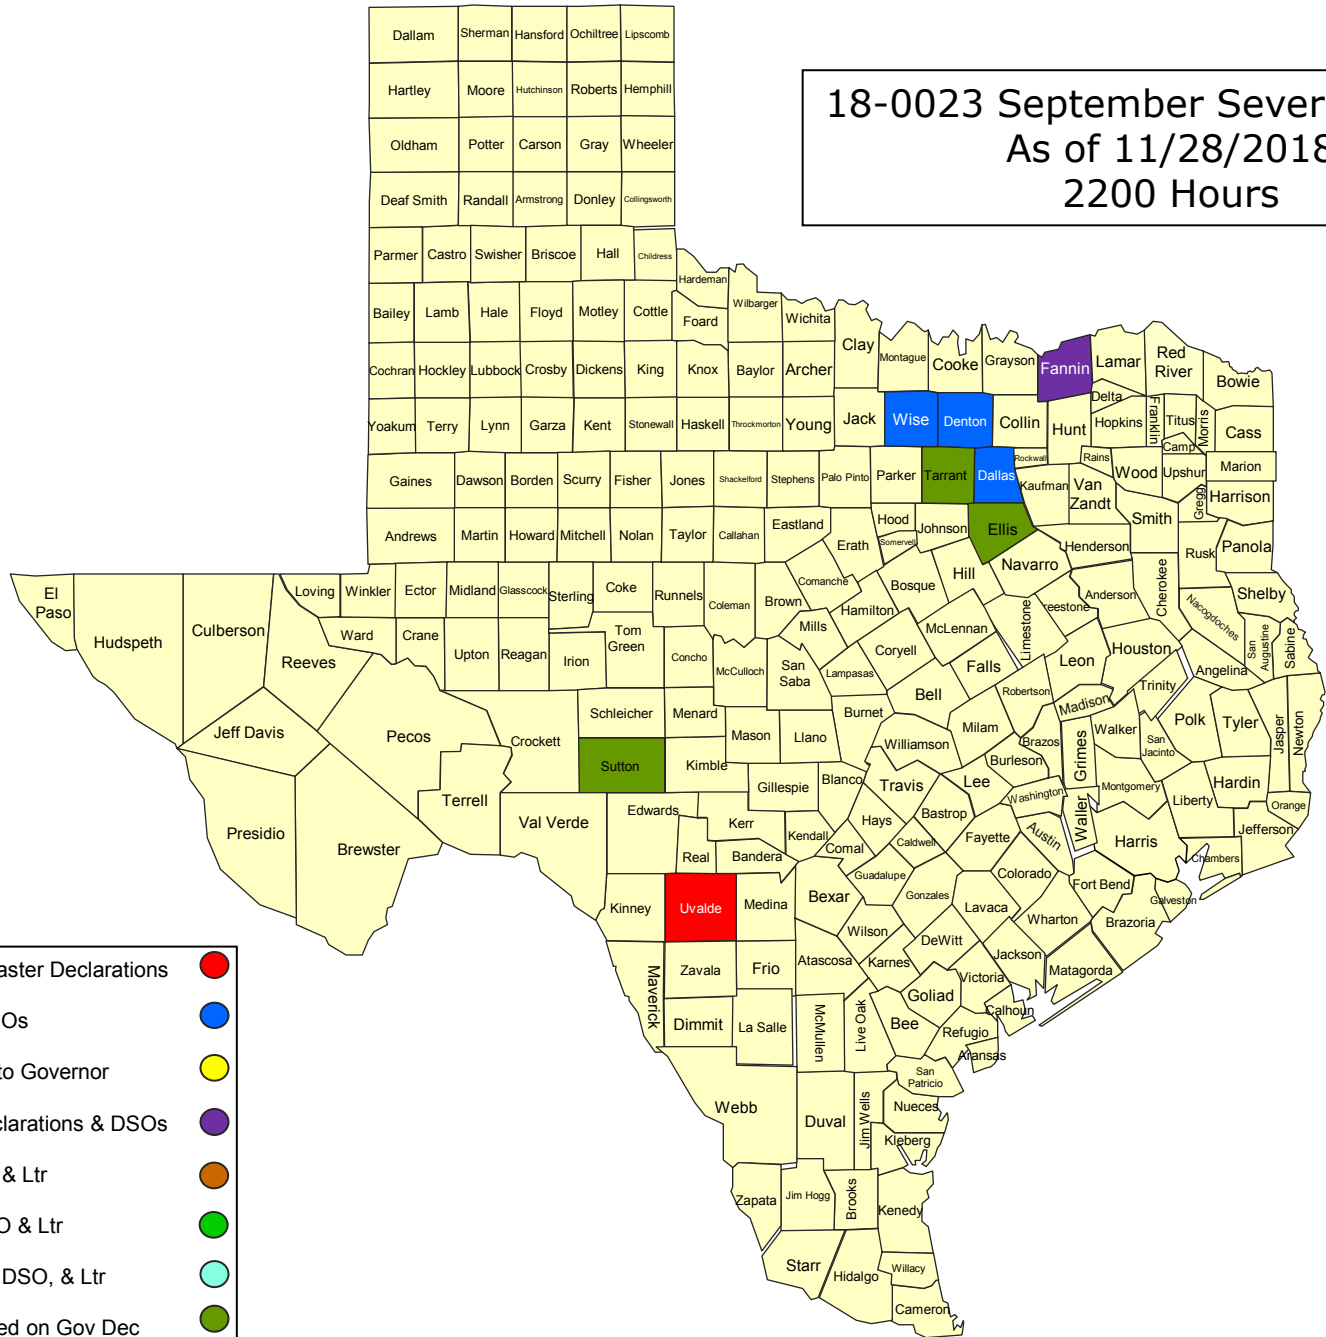 Dallam Sherman Hansford Ochiltree Lipscomb
Hartley Moore Hutchinson Roberts Hemphill
18-0023 September Sever
As of 11/28/2018
2200 Hours
Oldham Potter Carson Gray Wheeler
Deaf Smith Randall Armstrong Donley Collingsworth
Parmer Castro Swisher Briscoe Hall Childress
Hardeman
Bailey Lamb Hale Floyd Motley Cottle Foard Wilbarger Wichita
Clay Montague Cooke Grayson Fannin Lamar Red River Bowie
Cochran Hockley Lubbock Crosby Dickens King Knox Baylor Archer
Delta
Yoakum Terry Lynn Garza Kent Stonewall Haskell Throckmorton Young Jack Wise Denton Collin Hunt Hopkins Franklin Titus Morris Cass
Camp
Rockwall Rains Wood Upshur Marion
Gaines Dawson Borden Scurry Fisher Jones Shackelford Stephens Palo Pinto Parker Tarrant Dallas Kaufman Van Zandt Gregg Harrison
Andrews Martin Howard Mitchell Nolan Taylor Callahan Eastland Erath Hood Somervell Johnson Ellis Henderson Smith Rusk Panola
El Paso Hudspeth Culberson Loving Winkler Ector Midland Glasscock Sterling Coke Runnels Coleman Brown Comanche Hamilton Bosque Hill Navarro Anderson Cherokee Nacogdoches Shelby
Reeves Ward Crane Upton Reagan Irion Tom Green Concho McCulloch San Saba Mills Lampasas Coryell McLennan Limestone reestone Leon Houston Angelina San Augustine Sabine
Jeff Davis Pecos Crockett Schleicher Menard Mason Llano Burnet Bell Falls Robertson Milam Madison Trinity Walker Polk Tyler Jasper Newton
Presidio Brewster Terrell Val Verde Sutton Kimble Gillespie Blanco Williamson Travis Lee Burleson Brazos Grimes San Jacinto Montgomery Liberty Hardin Orange
Edwards Kerr Real Bandera Kendall Comal Hays Caldwell Bastrop Fayette Washington Austin Waller Harris Jefferson Chambers
Kinney Uvalde Medina Bexar Guadalupe Gonzales Lavaca Colorado Wharton Fort Bend Brazoria Galveston
Maverick Zavala Frio Atascosa Wilson Karnes DeWitt Jackson Matagorda
Dimmit La Salle McMullen Live Oak Bee Goliad Victoria Calhoun Refugio Aransas
Webb Duval Jim Wells San Patricio Nueces Kleberg
Zapata Jim Hogg Brooks Kenedy
Starr Hidalgo Willacy
Cameron
aster Declarations
Os
to Governor
clarations & DSOs
& Ltr
O & Ltr
DSO, & Ltr
ed on Gov Dec